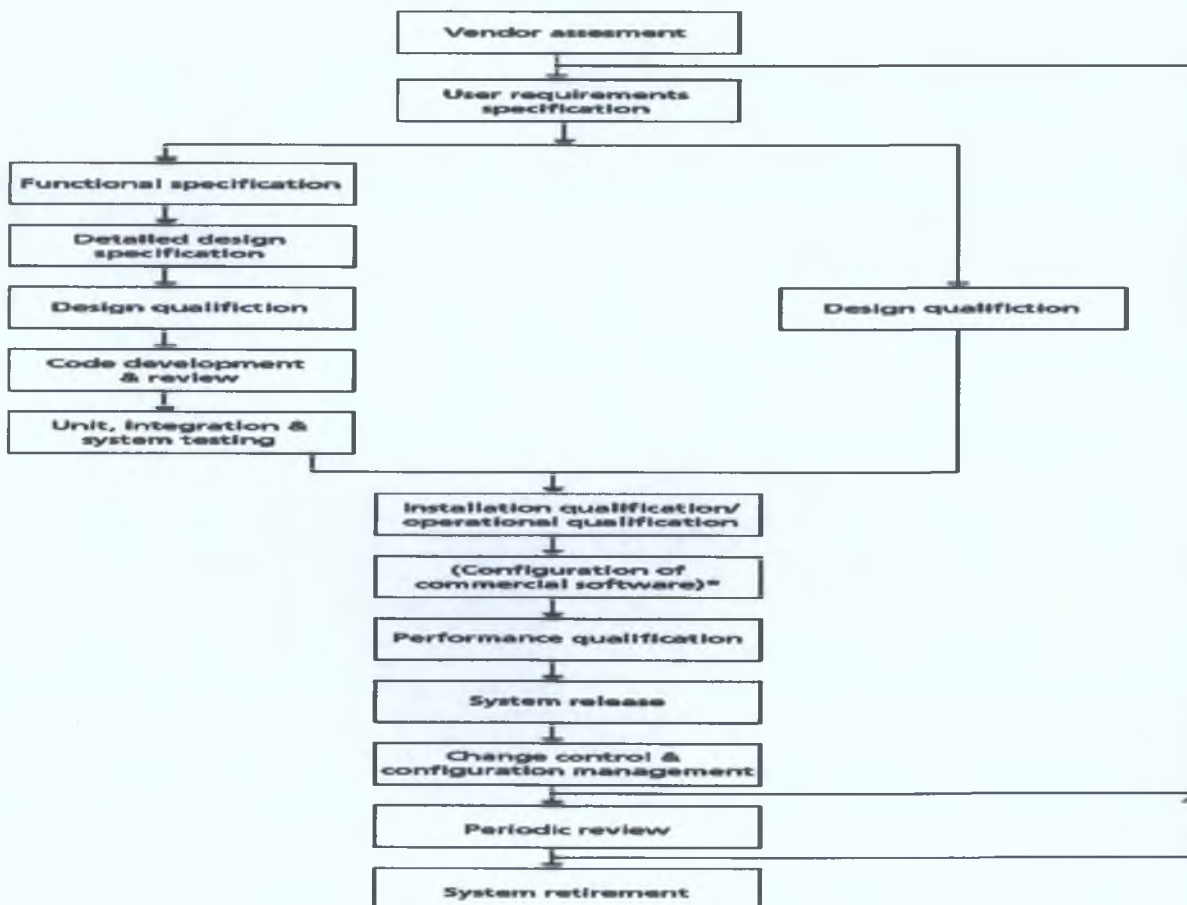 Vendor assesment
User requirements
specification
Functional specification
Detailed design
specification
Design qualifiction
Design qualifiction
Code development
& review
Unit, integration &
system testing
Installation qualification/
operational qualification
(Configuration of
commercial software)*
Performance qualification
System release
Change control &
configuration management
Periodic review
System retirement